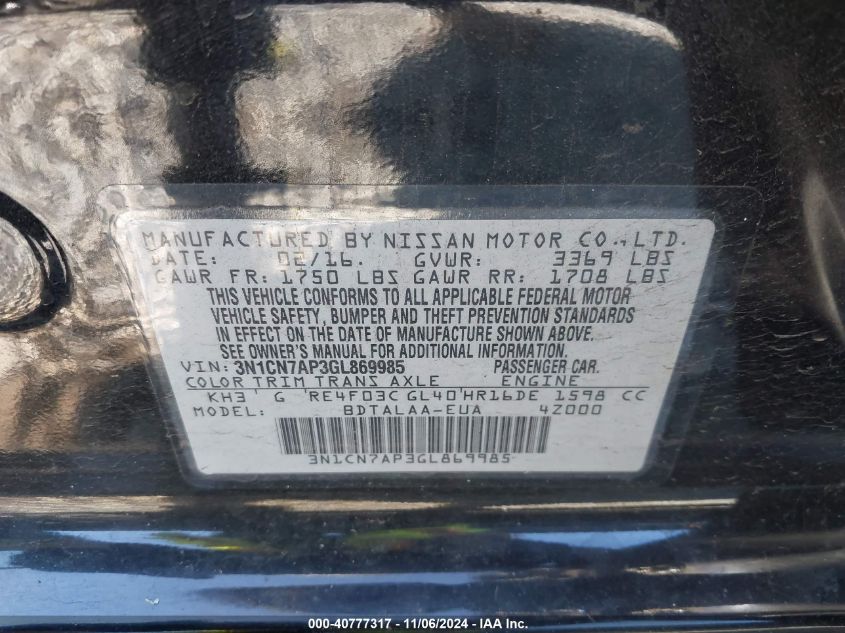 MANUFACTURED BY NISSAN MOTOR CO., LTD.
DATE: 02/16. GVWR: 3369 LBS
GAWR FR: 1750 LBS GAWR RR: 1708 LBS
THIS VEHICLE CONFORMS TO ALL APPLICABLE FEDERAL MOTOR
VEHICLE SAFETY, BUMPER AND THEFT PREVENTION STANDARDS
IN EFFECT ON THE DATE OF MANUFACTURE SHOWN ABOVE.
SEE OWNER'S MANUAL FOR ADDITIONAL INFORMATION.
VIN: 3N1CN7AP3GL869985 PASSENGER CAR.
COLOR TRIM TRANS AXLE ENGINE
KH3 G RE4F03C GL40 HR16DE 1598 CC
MODEL: BDTALAA-EUA 4Z000
3N1CN7AP3GL869985
000-40777317 - 11/06/2024 - IAA Inc.